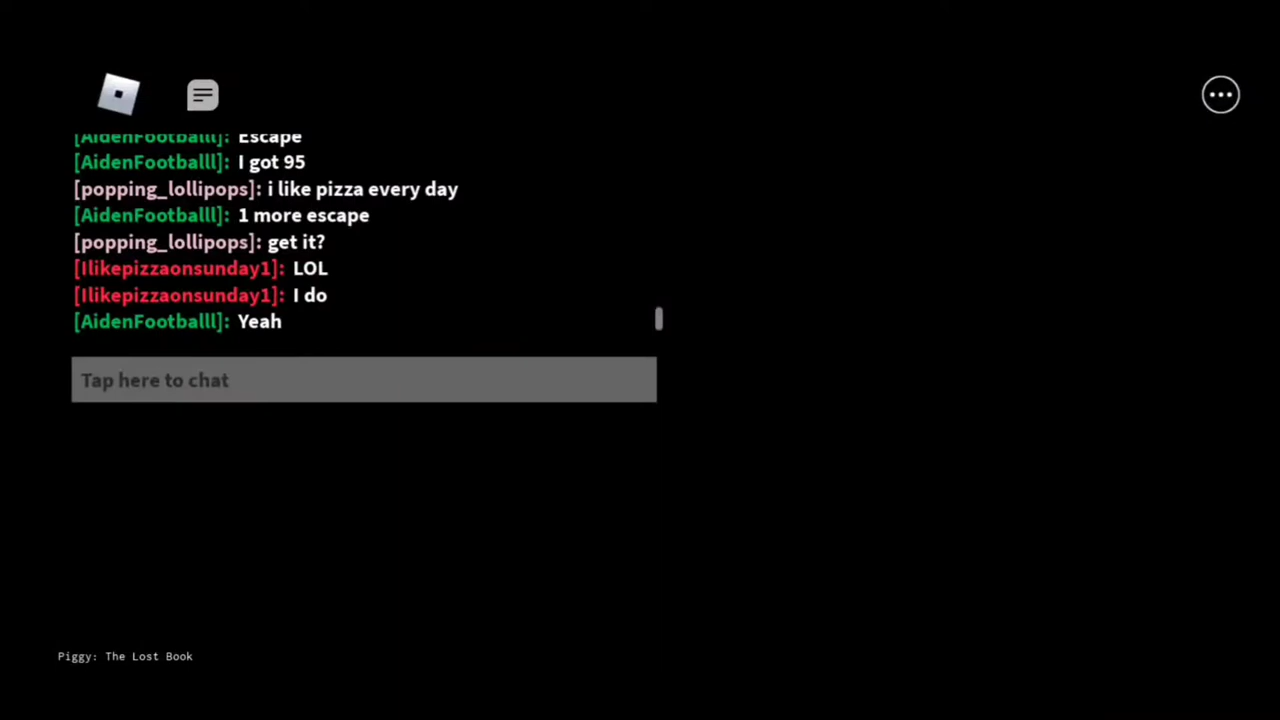 [AidenFootballl]: Escape
[AidenFootballl]: I got 95
[popping_lollipops]: i like pizza every day
[AidenFootballl]: 1 more escape
[popping_lollipops]: get it?
[Ilikepizzaonsunday1]: LOL
[Ilikepizzaonsunday1]: I do
[AidenFootballl]: Yeah
Tap here to chat
Piggy: The Lost Book